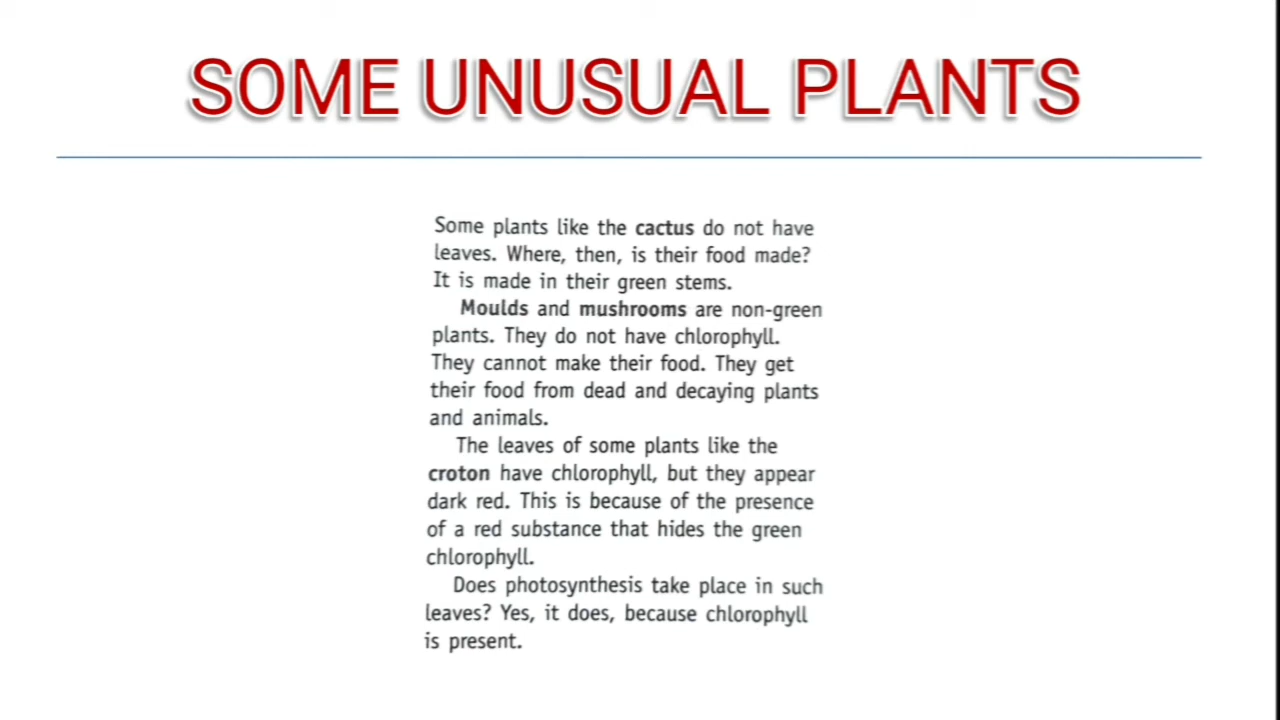 SOME UNUSUAL PLANTS
Some plants like the cactus do not have
leaves. Where, then, is their food made?
It is made in their green stems.
Moulds and mushrooms are non-green
plants. They do not have chlorophyll.
They cannot make their food. They get
their food from dead and decaying plants
and animals.
The leaves of some plants like the
croton have chlorophyll, but they appear
dark red. This is because of the presence
of a red substance that hides the green
chlorophyll.
Does photosynthesis take place in such
leaves? Yes, it does, because chlorophyll
is present.